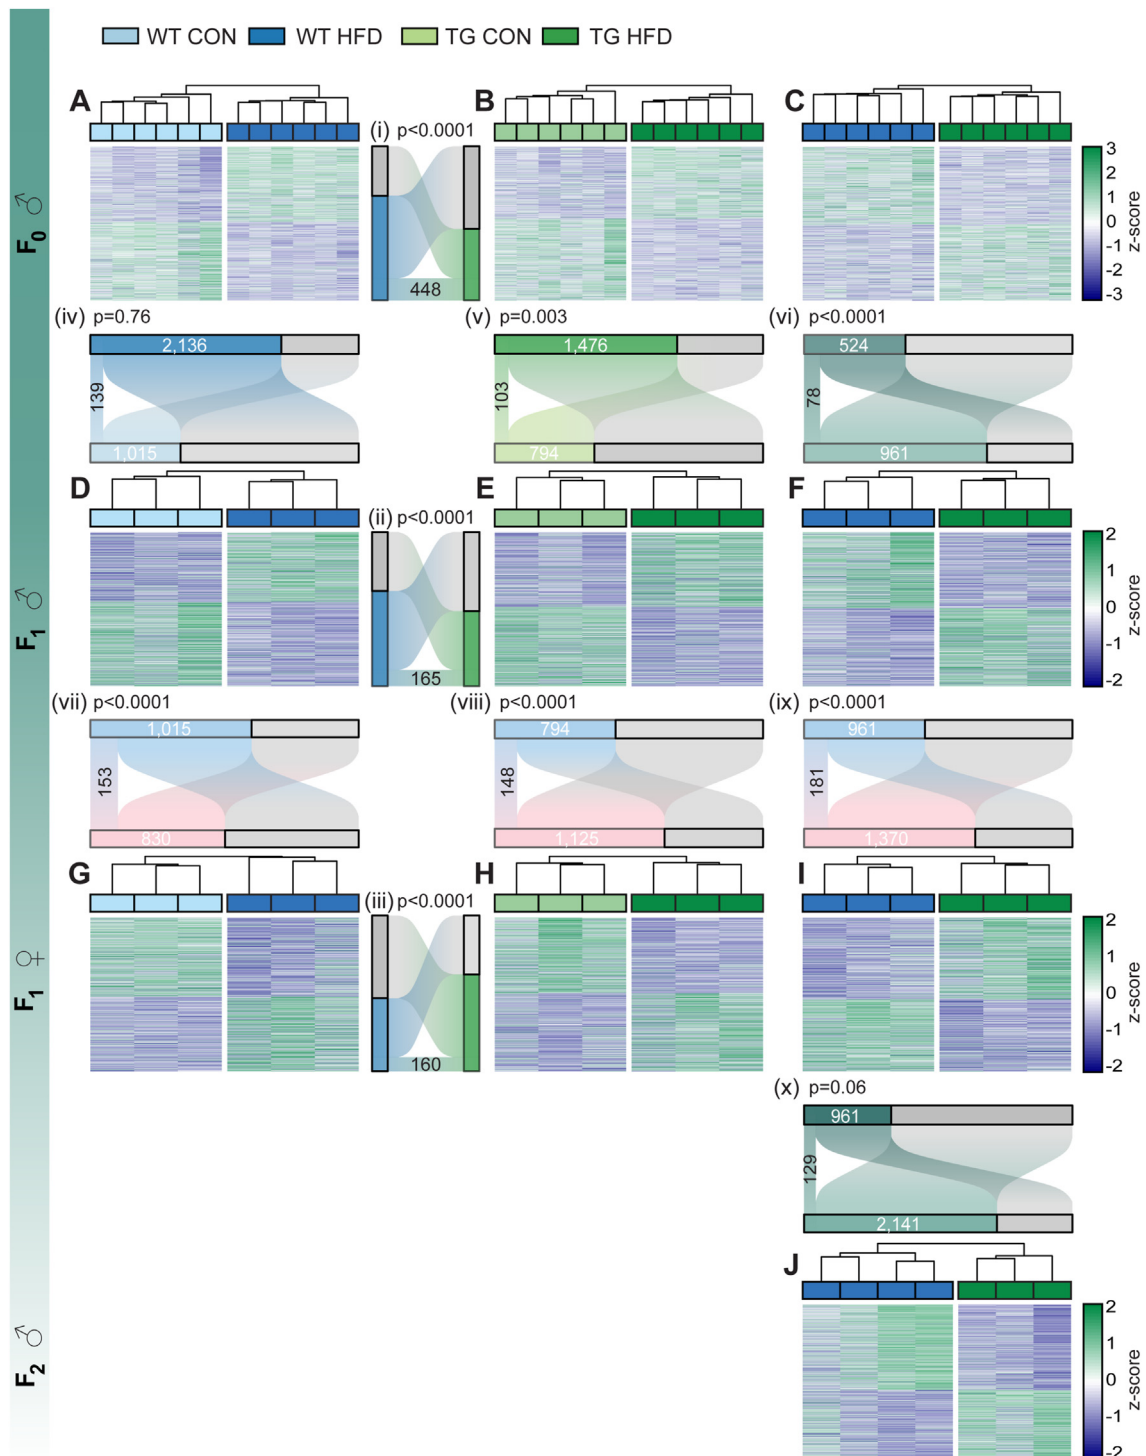 WT CON WT HFD TG CON TG HFD
A B C
(i) p<0.0001
448
3
2
1
0
-1
-2
-3
z-score
F0 ♂
(iv) p=0.76 (v) p=0.003 (vi) p<0.0001
2,136 1,476 524
139 103 78
1,015 794 961
D E F
(ii) p<0.0001
165
2
1
0
-1
-2
z-score
F1 ♂
(vii) p<0.0001 (viii) p<0.0001 (ix) p<0.0001
1,015 794 961
153 148 181
830 1,125 1,370
G H I
(iii) p<0.0001
160
2
1
0
-1
-2
z-score
F1 ♀
(x) p=0.06
961
129
2,141
J
2
1
0
-1
-2
z-score
F2 ♂